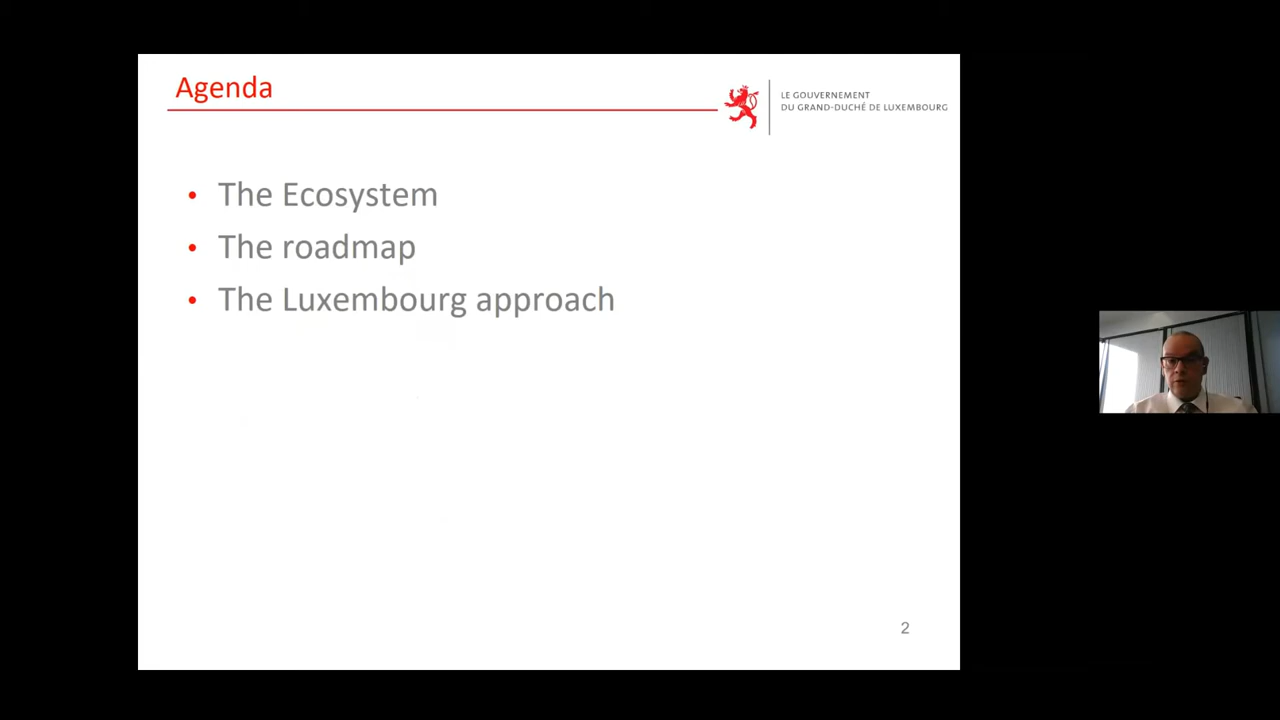 Agenda
LE GOUVERNEMENT
DU GRAND-DUCHÉ DE LUXEMBOURG
• The Ecosystem
• The roadmap
• The Luxembourg approach
2